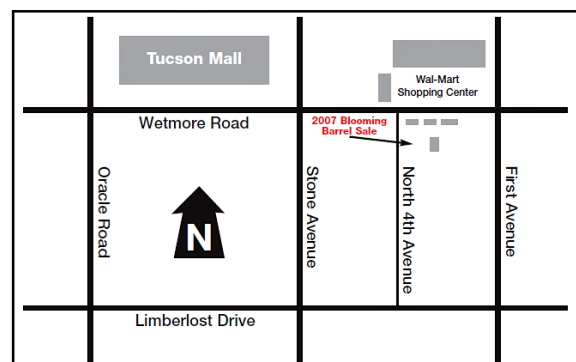 Tucson Mall
Wal-Mart
Shopping Center
Wetmore Road
2007 Blooming
Barrel Sale
Oracle Road
N
Stone Avenue
North 4th Avenue
First Avenue
Limberlost Drive